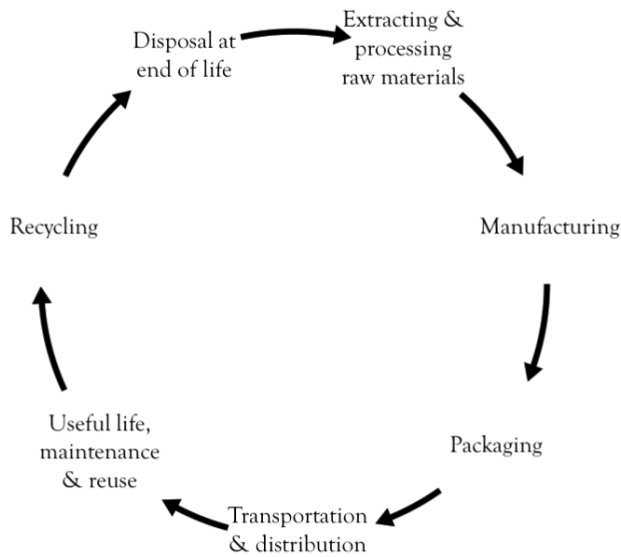 Extracting &
processing
raw materials
Manufacturing
Packaging
Transportation
& distribution
Useful life,
maintenance
& reuse
Recycling
Disposal at
end of life